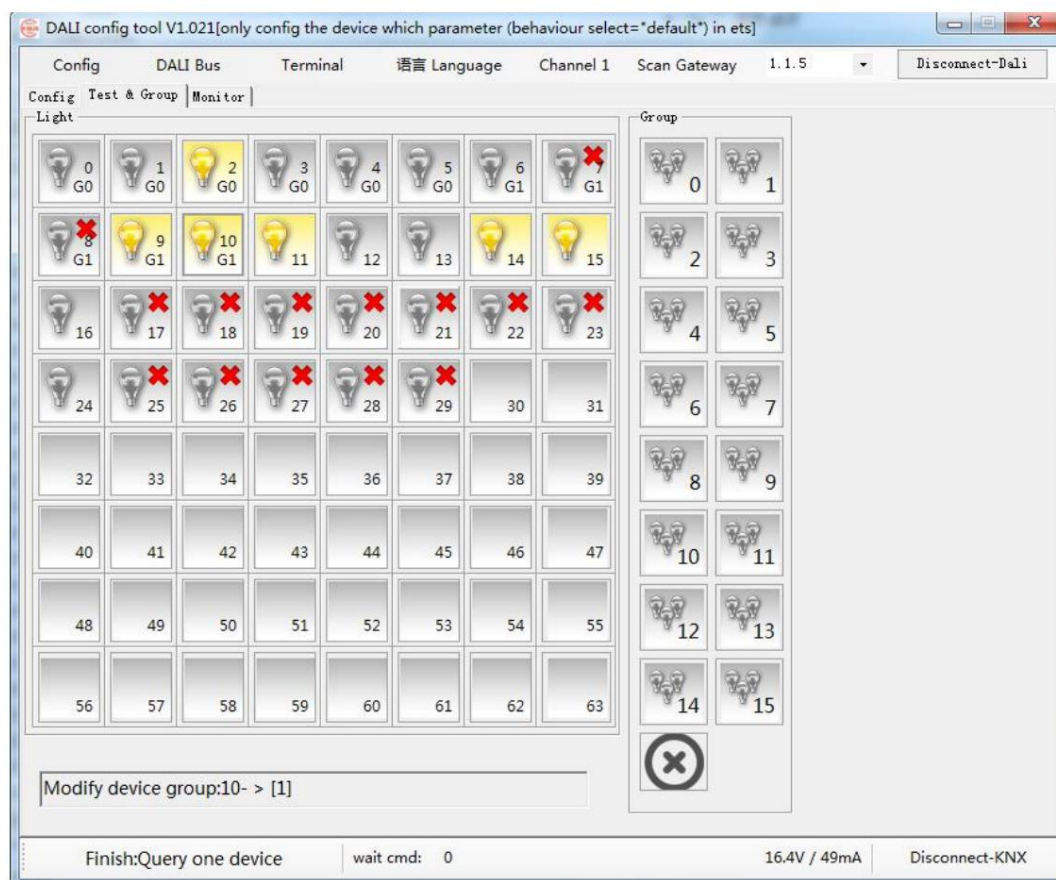 DALI config tool V1.021[only config the device which parameter (behaviour select="default") in ets]
Config DALI Bus Terminal 语言 Language Channel 1 Scan Gateway 1.1.5 Disconnect-Dali
Config Test & Group Monitor
Light
Group
0 1 2 3 4 5 6 7
G0 G0 G0 G0 G0 G0 G1 G1
0 1
8 9 10 11 12 13 14 15
G1 G1 G1
2 3
16 17 18 19 20 21 22 23
4 5
24 25 26 27 28 29 30 31
6 7
32 33 34 35 36 37 38 39
8 9
40 41 42 43 44 45 46 47
10 11
48 49 50 51 52 53 54 55
12 13
56 57 58 59 60 61 62 63
14 15
Modify device group:10- > [1]
Finish:Query one device wait cmd: 0 16.4V / 49mA Disconnect-KNX